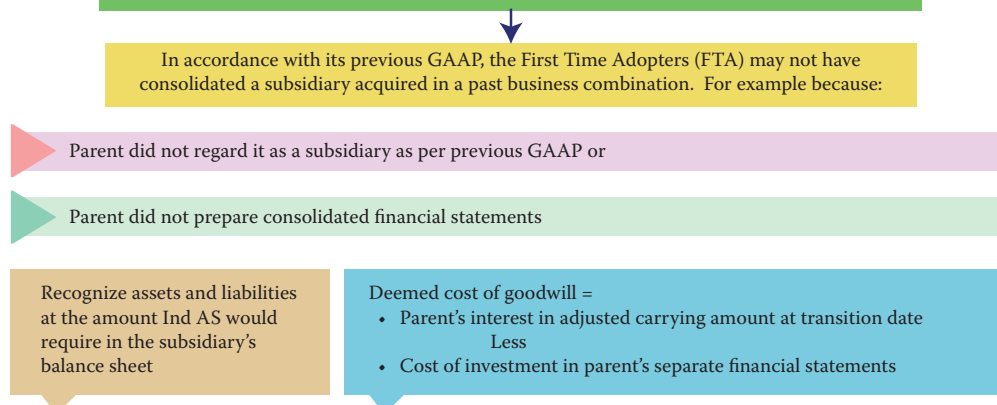 In accordance with its previous GAAP, the First Time Adopters (FTA) may not have
consolidated a subsidiary acquired in a past business combination. For example because:
Parent did not regard it as a subsidiary as per previous GAAP or
Parent did not prepare consolidated financial statements
Recognize assets and liabilities
at the amount Ind AS would
require in the subsidiary's
balance sheet
Deemed cost of goodwill =
• Parent's interest in adjusted carrying amount at transition date
Less
• Cost of investment in parent's separate financial statements